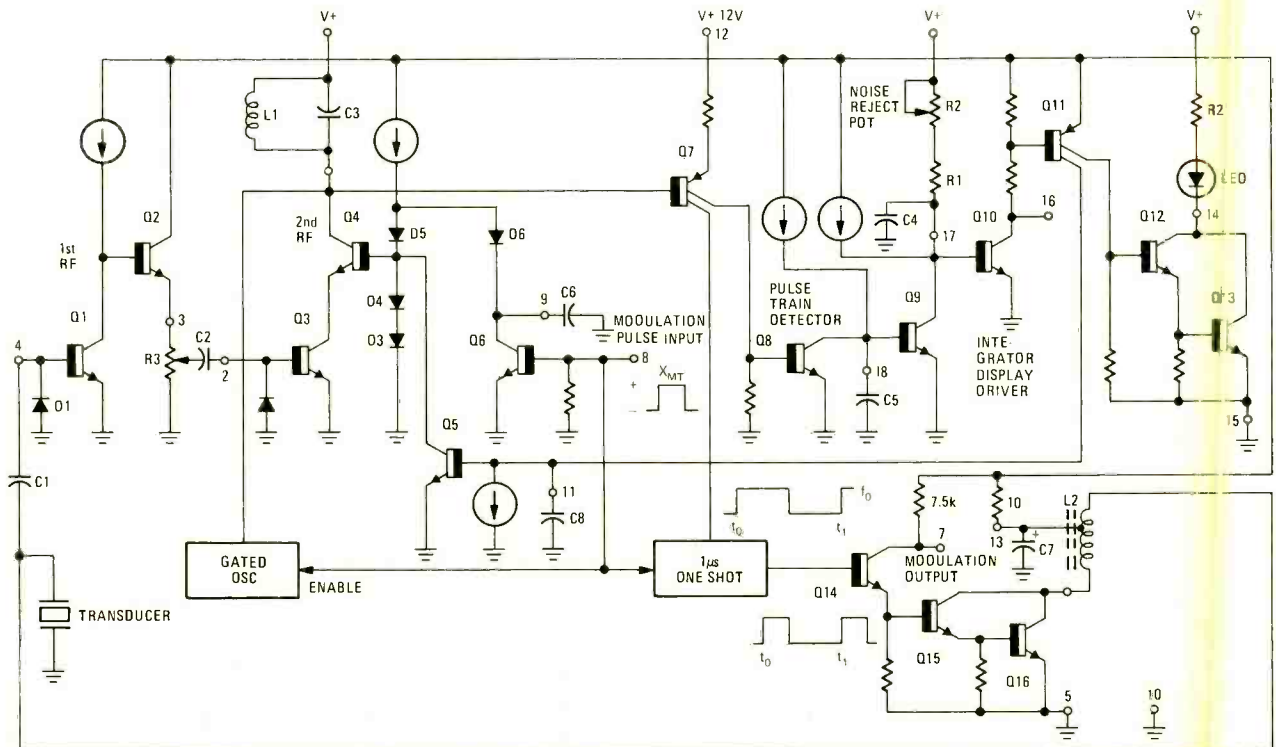 V+
V+ 12V
12
V+
V+
L1
C3
NOISE
REJECT
POT
R2
Q11
R2
Q7
LED
Q2
Q4
D5
D6
R1
C4
Q10
16
Q12
14
1st
RF
2nd
RF
17
Q1
3
D4
9
C6
MODULATION
PULSE INPUT
PULSE
TRAIN
DETECTOR
Q9
Q13
4
R3
C2
2
Q3
D3
Q6
8
Q8
18
INTE-
GRATOR
DISPLAY
DRIVER
XMT
+
–
C5
D1
Q5
15
C1
11
C8
t0
t1
f0
7.5k
10
L2
13
+
C7
7
GATED
OSC
ENABLE
1µs
ONE SHOT
MODULATION
OUTPUT
Q14
TRANSDUCER
t0
t1
Q15
Q16
5
10